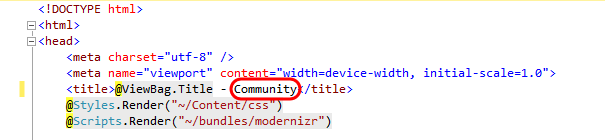 <!DOCTYPE html>
<html>
<head>
<meta charset="utf-8" />
<meta name="viewport" content="width=device-width, initial-scale=1.0">
<title>@ViewBag.Title - Community</title>
@Styles.Render("~/Content/css")
@Scripts.Render("~/bundles/modernizr")